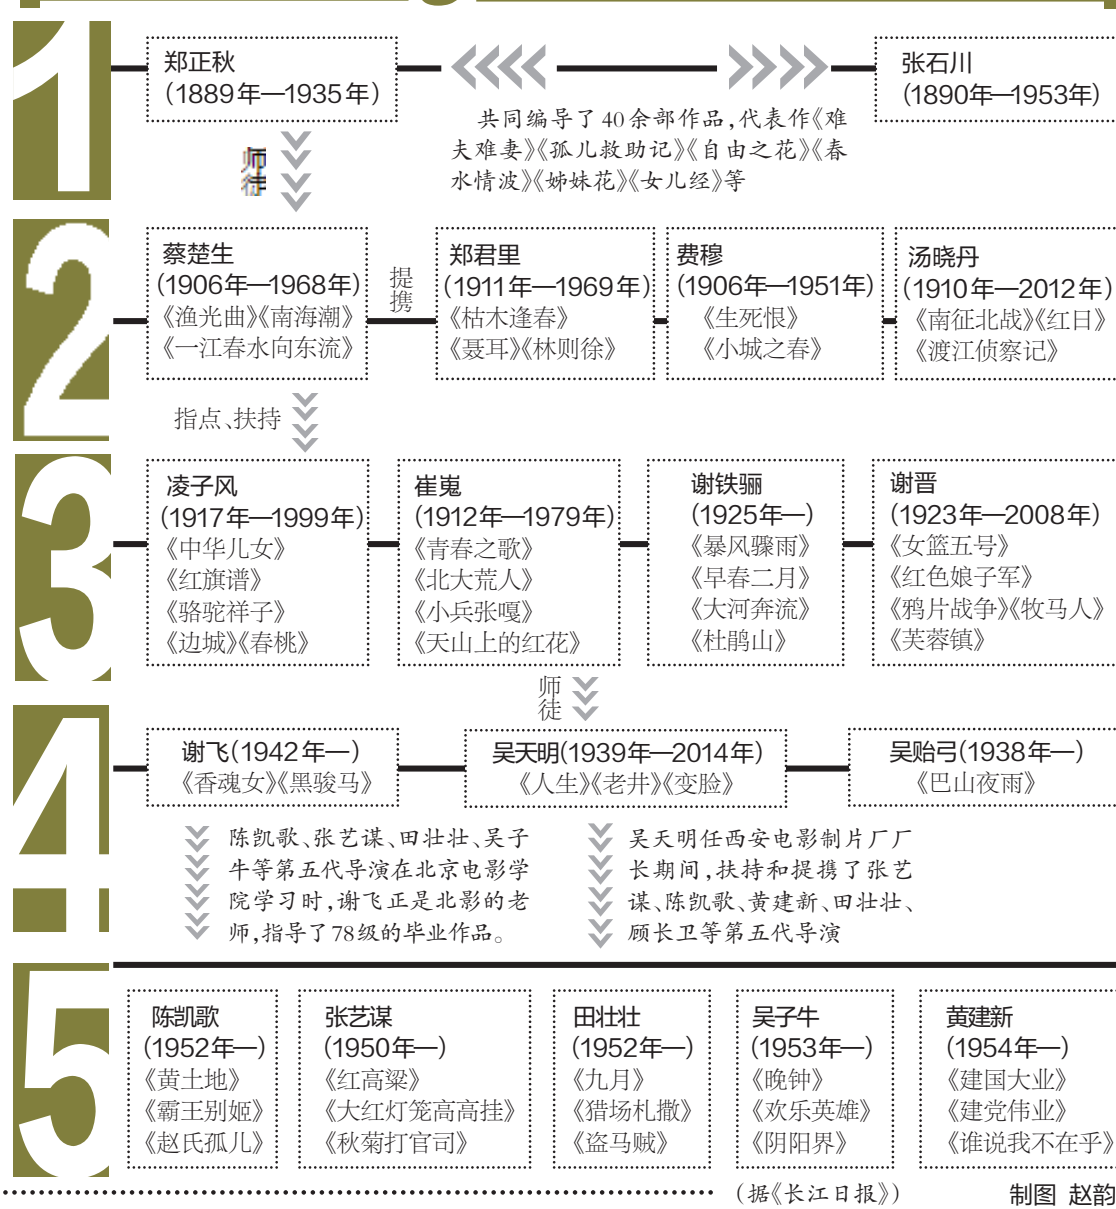 1
郑正秋
(1889年—1935年)
张石川
(1890年—1953年)
共同编导了40余部作品,代表作《难
夫难妻》《孤儿救助记》《自由之花》《春
水情波》《姊妹花》《女儿经》等
师徒
2
蔡楚生
(1906年—1968年)
《渔光曲》《南海潮》
《一江春水向东流》
提携
郑君里
(1911年—1969年)
《枯木逢春》
《聂耳》《林则徐》
费穆
(1906年—1951年)
《生死恨》
《小城之春》
汤晓丹
(1910年—2012年)
《南征北战》《红日》
《渡江侦察记》
指点、扶持
3
凌子风
(1917年—1999年)
《中华儿女》
《红旗谱》
《骆驼祥子》
《边城》《春桃》
崔嵬
(1912年—1979年)
《青春之歌》
《北大荒人》
《小兵张嘎》
《天山上的红花》
谢铁骊
(1925年—)
《暴风骤雨》
《早春二月》
《大河奔流》
《杜鹃山》
谢晋
(1923年—2008年)
《女篮五号》
《红色娘子军》
《鸦片战争》《牧马人》
《芙蓉镇》
师徒
4
谢飞(1942年—)
《香魂女》《黑骏马》
吴天明(1939年—2014年)
《人生》《老井》《变脸》
吴贻弓(1938年—)
《巴山夜雨》
陈凯歌、张艺谋、田壮壮、吴子
牛等第五代导演在北京电影学
院学习时,谢飞正是北影的老
师,指导了78级的毕业作品。
吴天明任西安电影制片厂厂
长期间,扶持和提携了张艺
谋、陈凯歌、黄建新、田壮壮、
顾长卫等第五代导演
5
陈凯歌
(1952年—)
《黄土地》
《霸王别姬》
《赵氏孤儿》
张艺谋
(1950年—)
《红高粱》
《大红灯笼高高挂》
《秋菊打官司》
田壮壮
(1952年—)
《九月》
《猎场札撒》
《盗马贼》
吴子牛
(1953年—)
《晚钟》
《欢乐英雄》
《阴阳界》
黄建新
(1954年—)
《建国大业》
《建党伟业》
《谁说我不在乎》
(据《长江日报》)
制图 赵韵